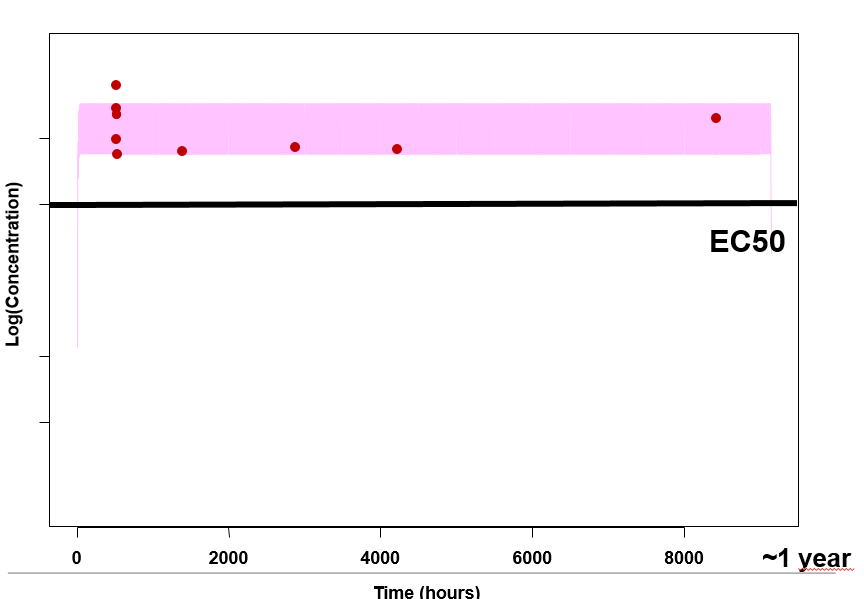 Log(Concentration)
EC50
0 2000 4000 6000 8000 ~1 year
Time (hours)